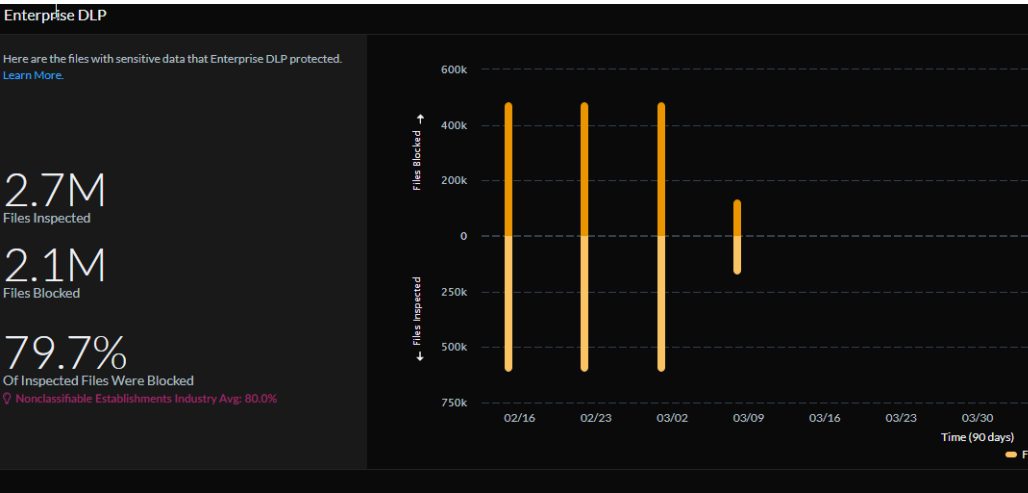 Enterprise DLP
Here are the files with sensitive data that Enterprise DLP protected.
Learn More.
2.7M
Files Inspected
2.1M
Files Blocked
79.7%
Of Inspected Files Were Blocked
Nonclassifiable Establishments Industry Avg: 80.0%
Files Blocked
Files Inspected
600k
400k
200k
0
250k
500k
750k
02/16 02/23 03/02 03/09 03/16 03/23 03/30
Time (90 days)
F